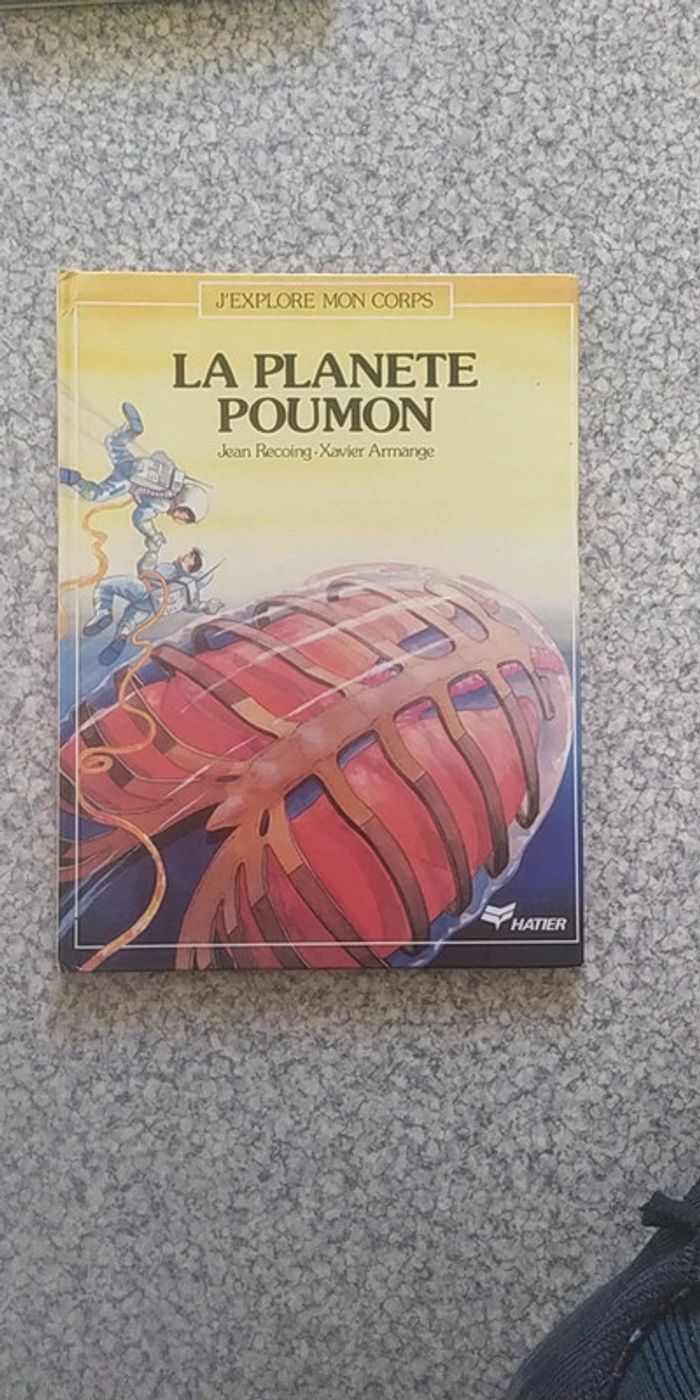 J'EXPLORE MON CORPS
LA PLANETE
POUMON
Jean Recoing · Xavier Armange
HATIER